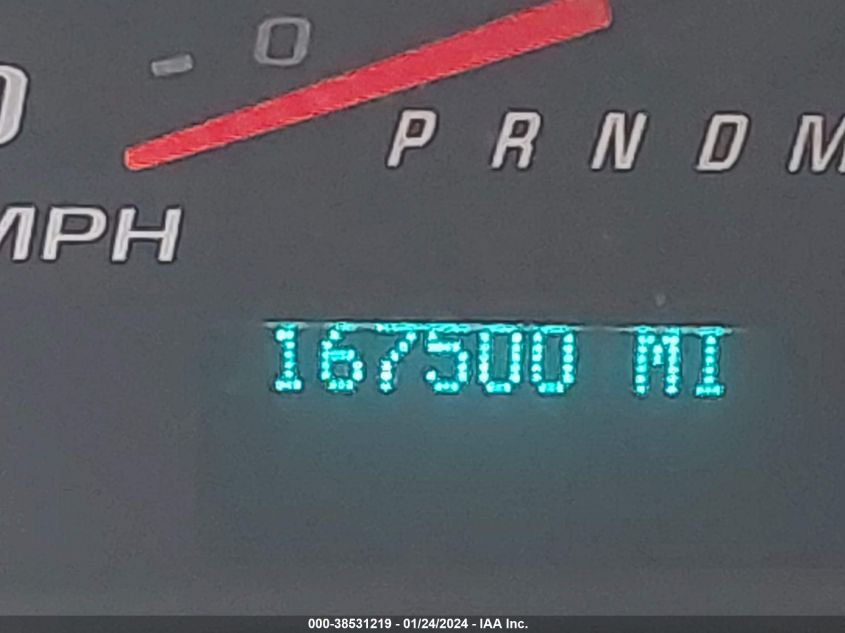 - 0
P R N D M
MPH
167500 MI
000-38531219 - 01/24/2024 - IAA Inc.